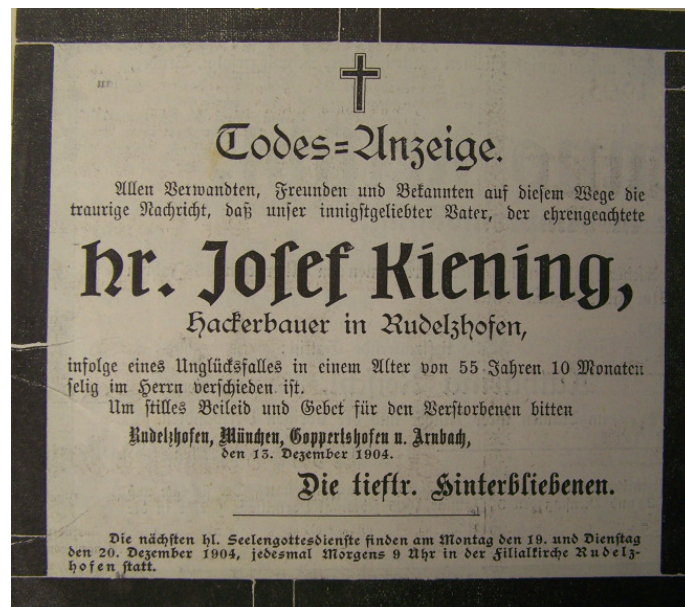 Todes=Anzeige.
Allen Verwandten, Freunden und Bekannten auf diesem Wege die
traurige Nachricht, daß unser innigstgeliebter Vater, der ehrengeachtete
hr. Josef Kiening,
Hackerbauer in Rudelzhofen,
infolge eines Unglücksfalles in einem Alter von 55 Jahren 10 Monaten
selig im Herrn verschieden ist.
Um stilles Beileid und Gebet für den Verstorbenen bitten
Rudelzhofen, München, Goppertshofen u. Arnbach,
den 13. Dezember 1904.
Die tieftr. Hinterbliebenen.
Die nächsten hl. Seelengottesdienste finden am Montag den 19. und Dienstag
den 20. Dezember 1904, jedesmal Morgens 9 Uhr in der Filialkirche Rudelz-
hofen statt.